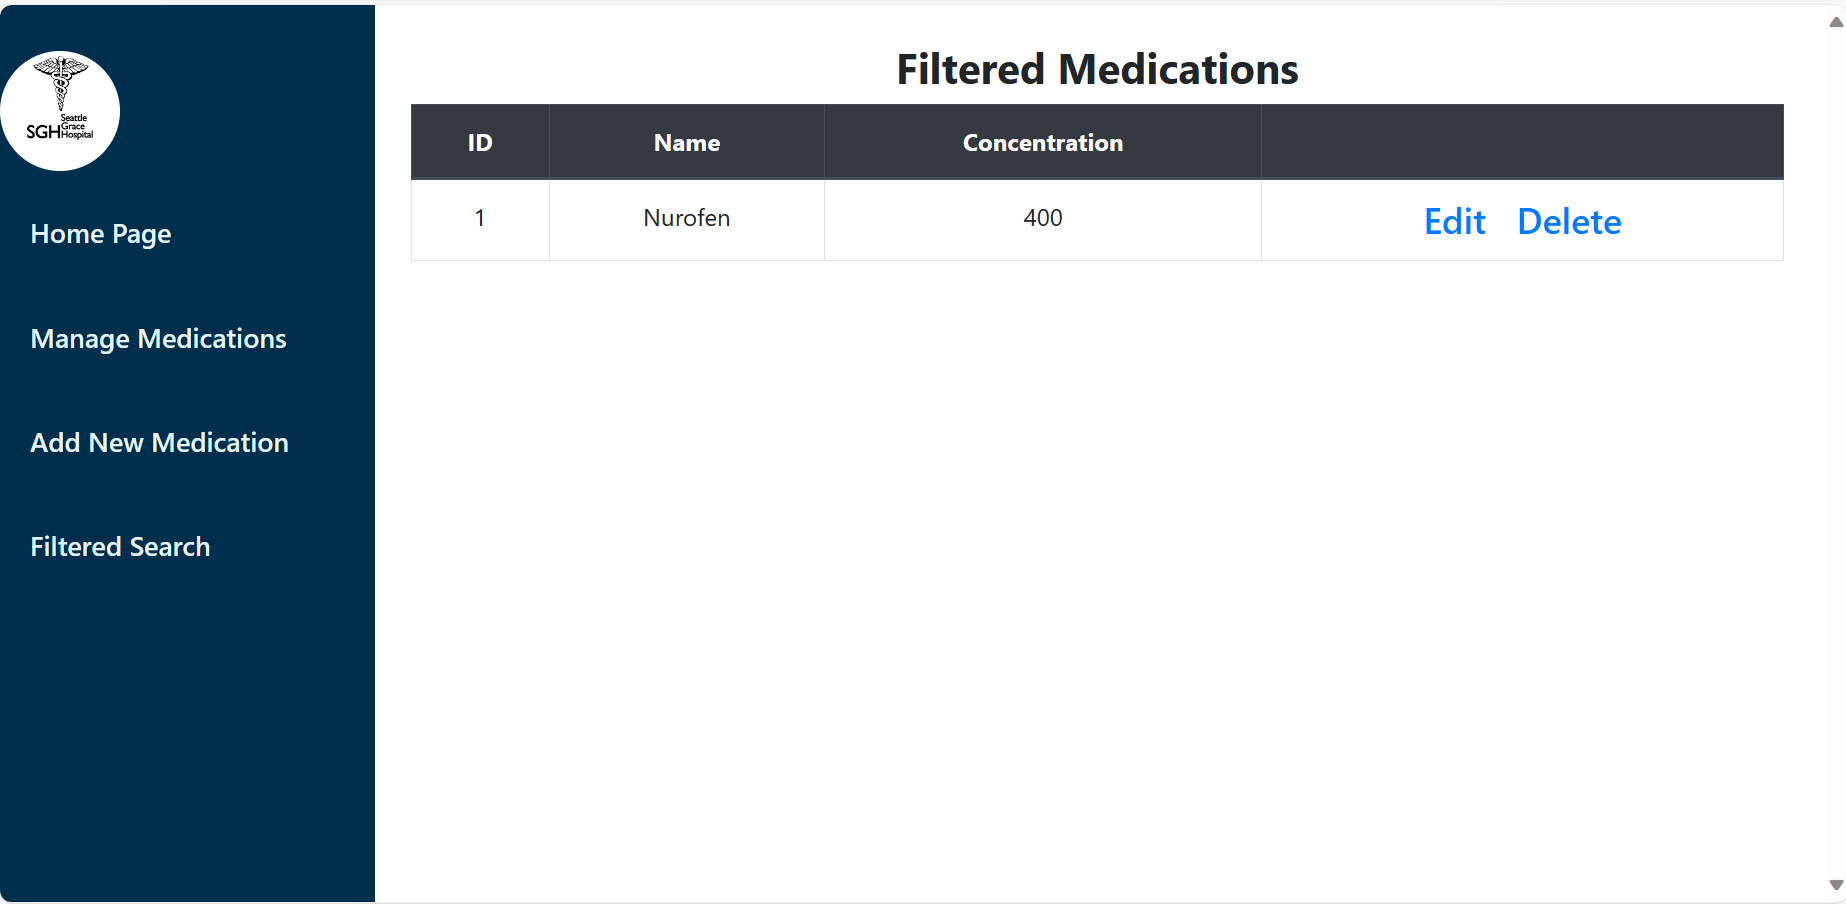 Seattle
SGH Grace
Hospital
Home Page
Manage Medications
Add New Medication
Filtered Search
Filtered Medications
ID Name Concentration
1 Nurofen 400 Edit Delete